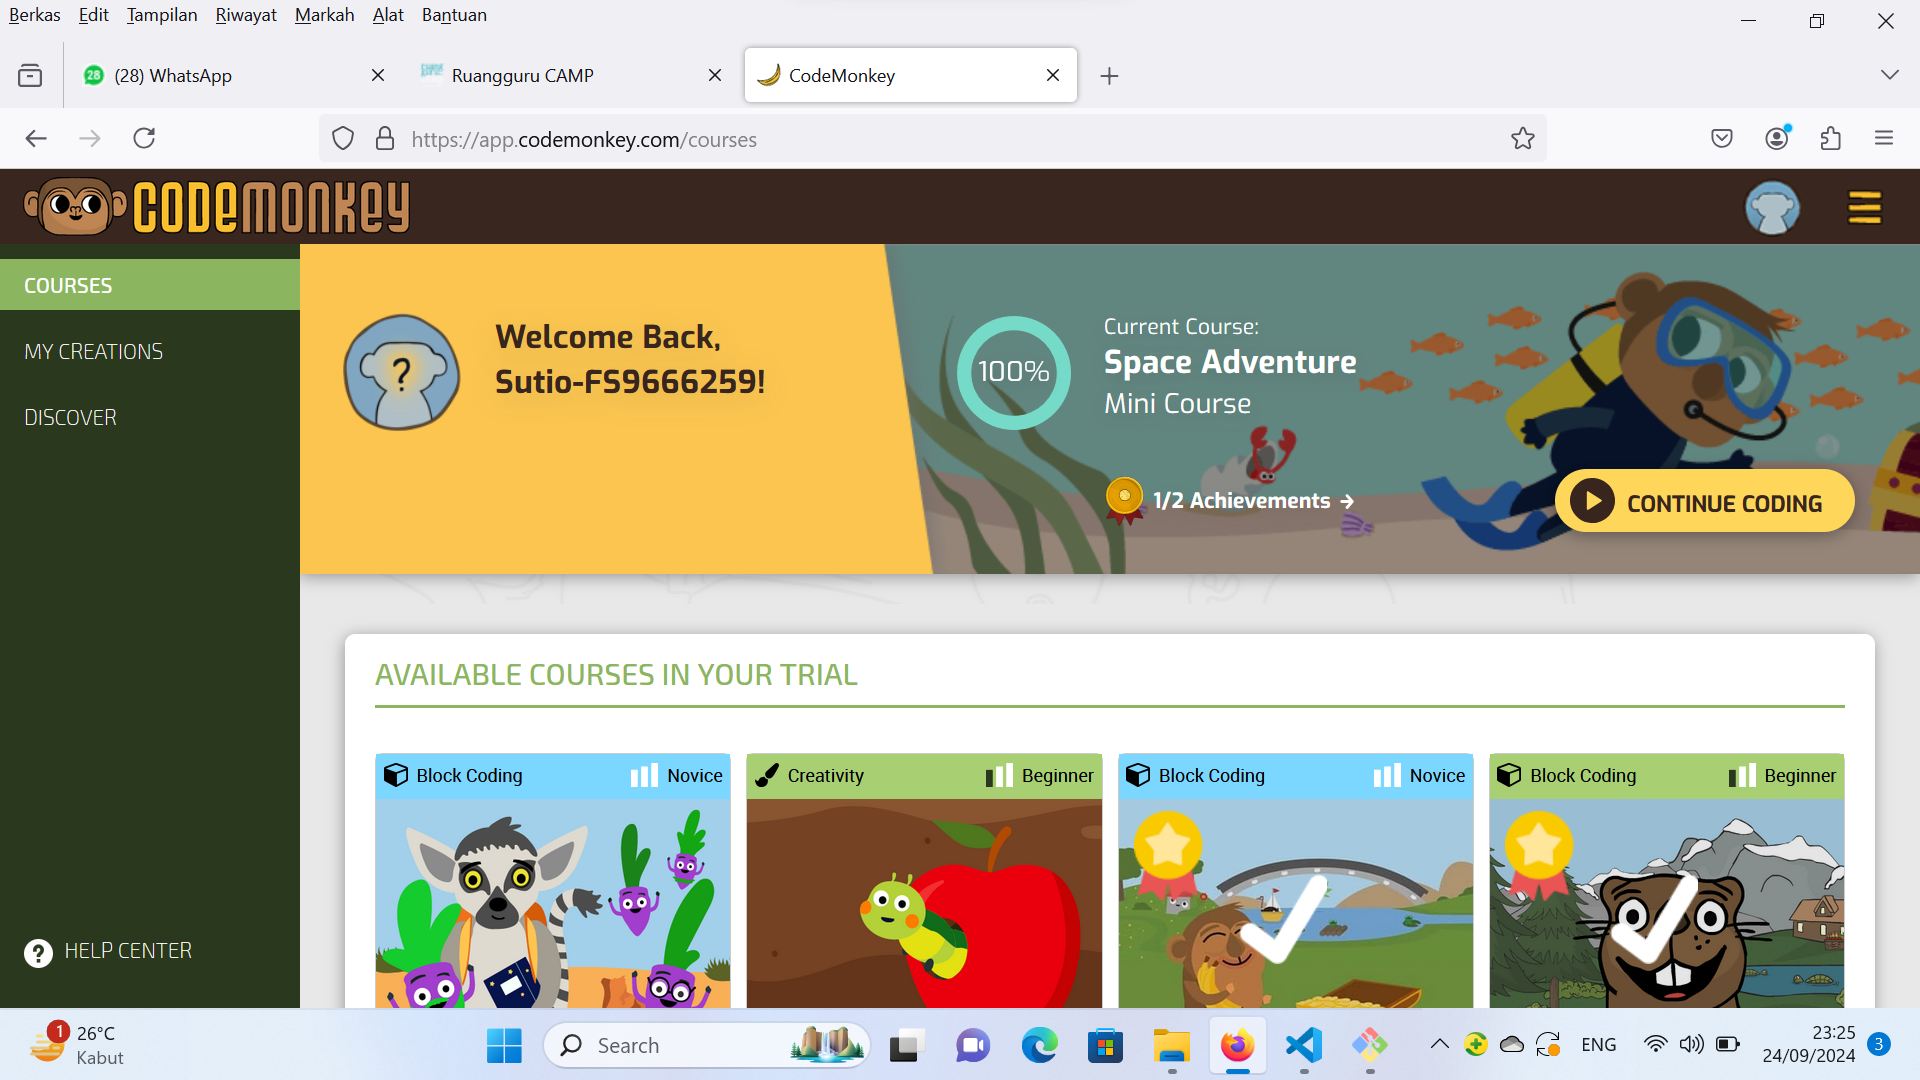 Berkas Edit Tampilan Riwayat Markah Alat Bantuan
28 (28) WhatsApp Ruangguru CAMP CodeMonkey
https://app.codemonkey.com/courses
CODEMONKEY
COURSES
MY CREATIONS
DISCOVER
HELP CENTER
?
?
Welcome Back,
Sutio-FS9666259!
100%
Current Course:
Space Adventure
Mini Course
1/2 Achievements →
CONTINUE CODING
AVAILABLE COURSES IN YOUR TRIAL
Block Coding Novice
Creativity Beginner
Block Coding Novice
Block Coding Beginner
1
26°C
Kabut
Search
ENG
23:25
24/09/2024
3